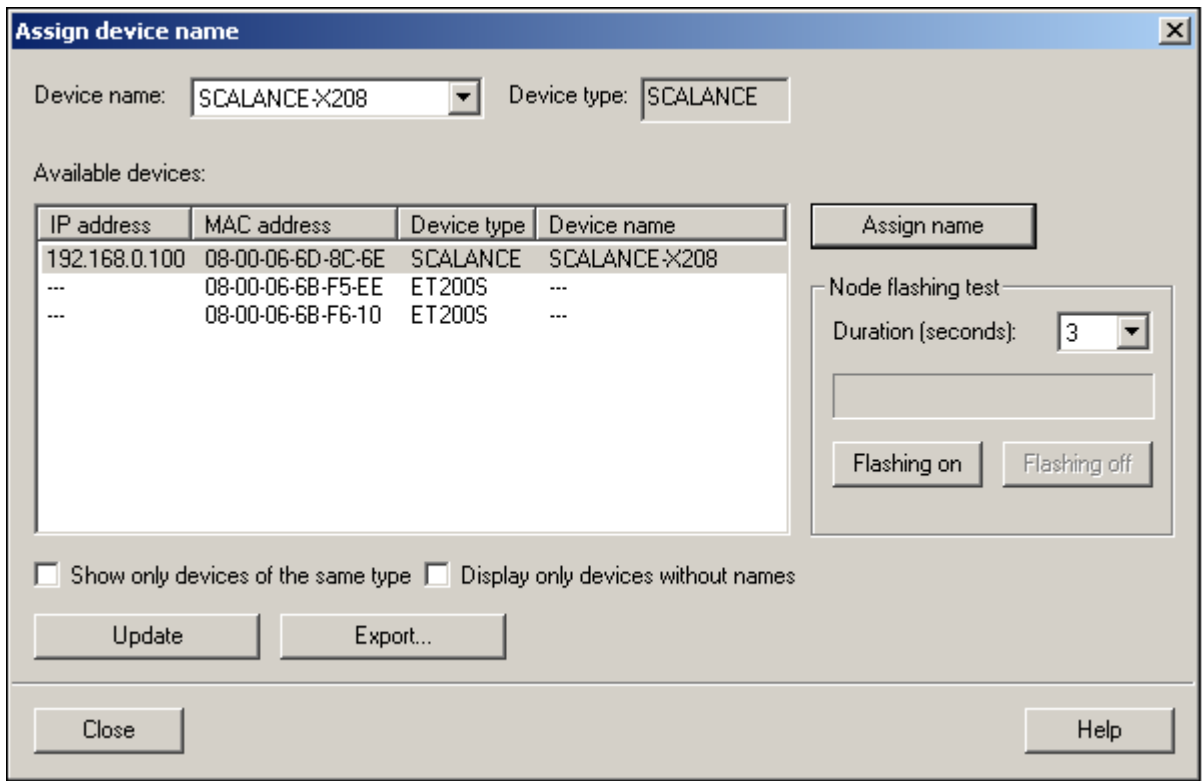 Assign device name
Device name: SCALANCE-X208 Device type: SCALANCE
Available devices:
IP address MAC address Device type Device name
192.168.0.100 08-00-06-6D-8C-6E SCALANCE SCALANCE-X208
--- 08-00-06-6B-F5-EE ET200S ---
--- 08-00-06-6B-F6-10 ET200S ---
Assign name
Node flashing test
Duration (seconds): 3
Flashing on Flashing off
Show only devices of the same type Display only devices without names
Update Export...
Close Help